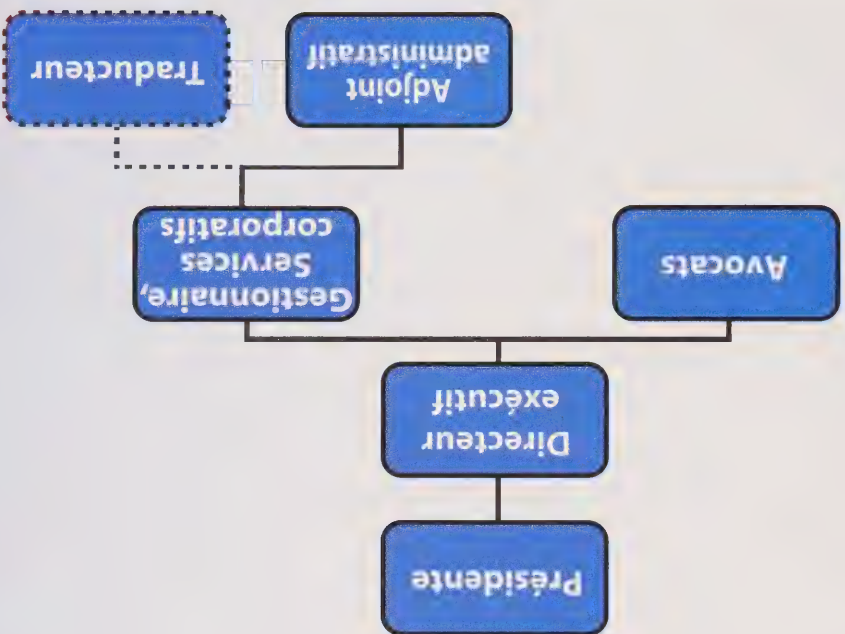 Présidente
Directeur
exécutif
Avocats
Gestionnaire,
Services
corporatifs
Adjoint
administratif
Traducteur